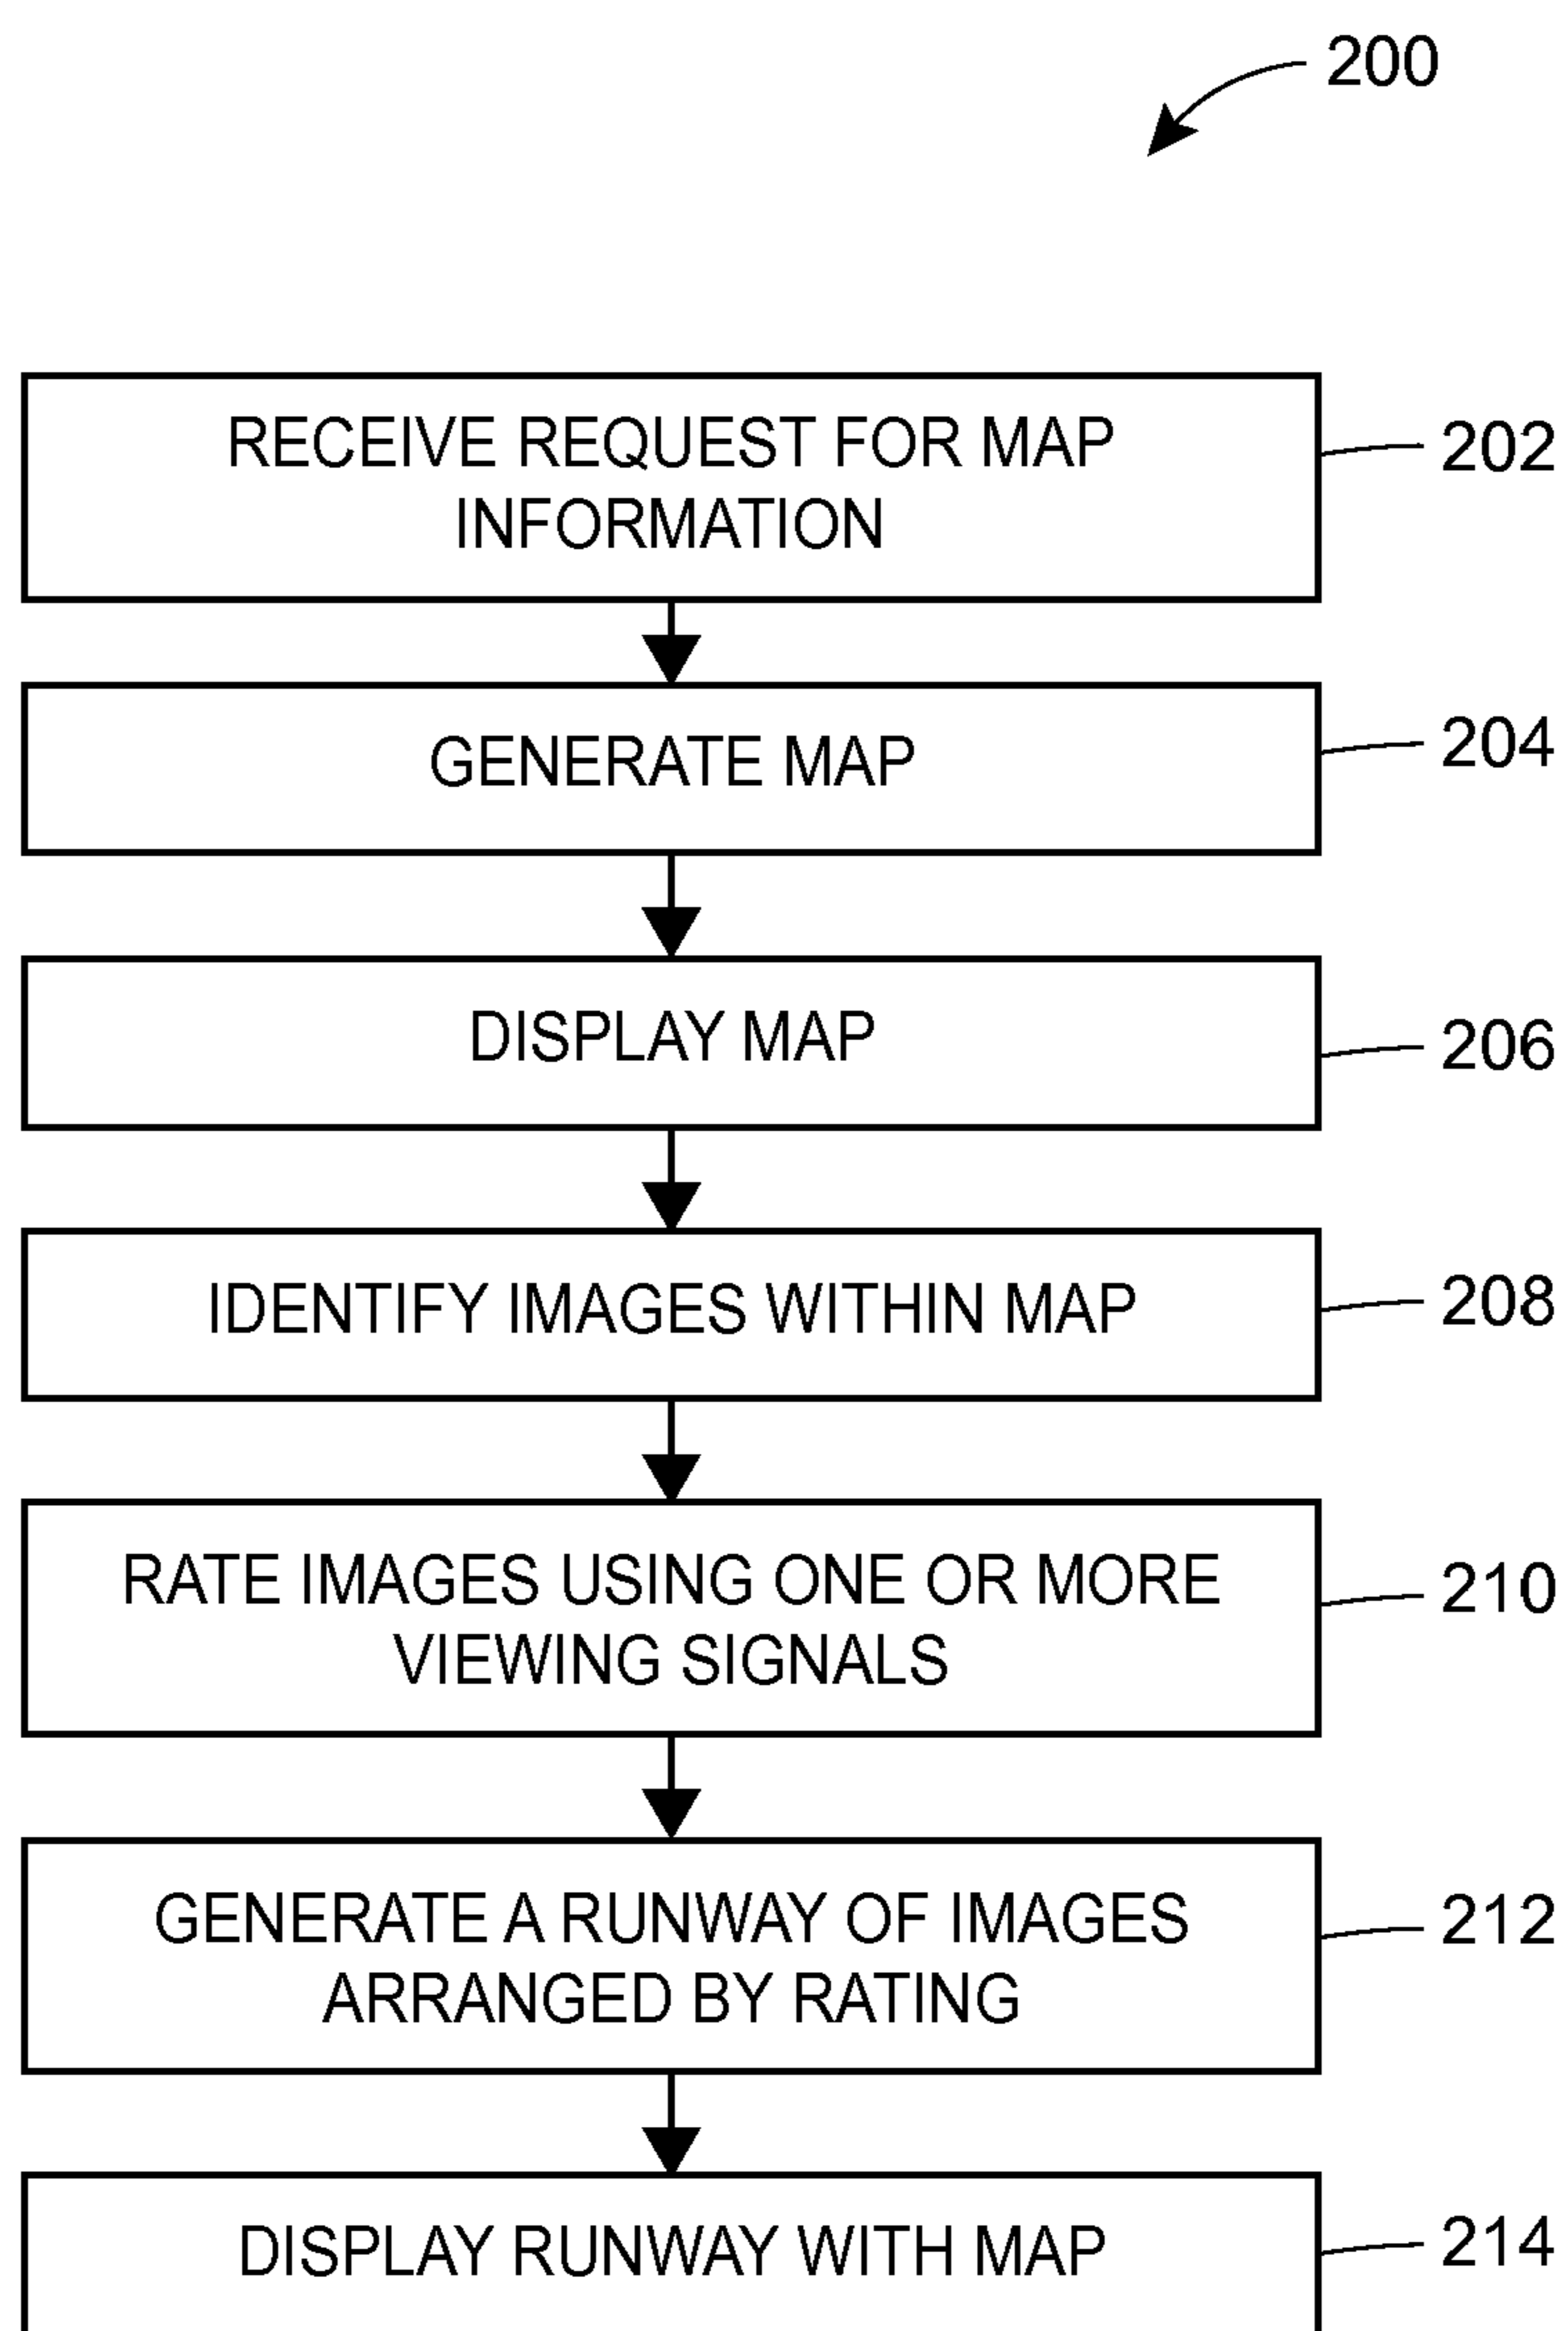 200
RECEIVE REQUEST FOR MAP
INFORMATION
202
GENERATE MAP
204
DISPLAY MAP
206
IDENTIFY IMAGES WITHIN MAP
208
RATE IMAGES USING ONE OR MORE
VIEWING SIGNALS
210
GENERATE A RUNWAY OF IMAGES
ARRANGED BY RATING
212
DISPLAY RUNWAY WITH MAP
214